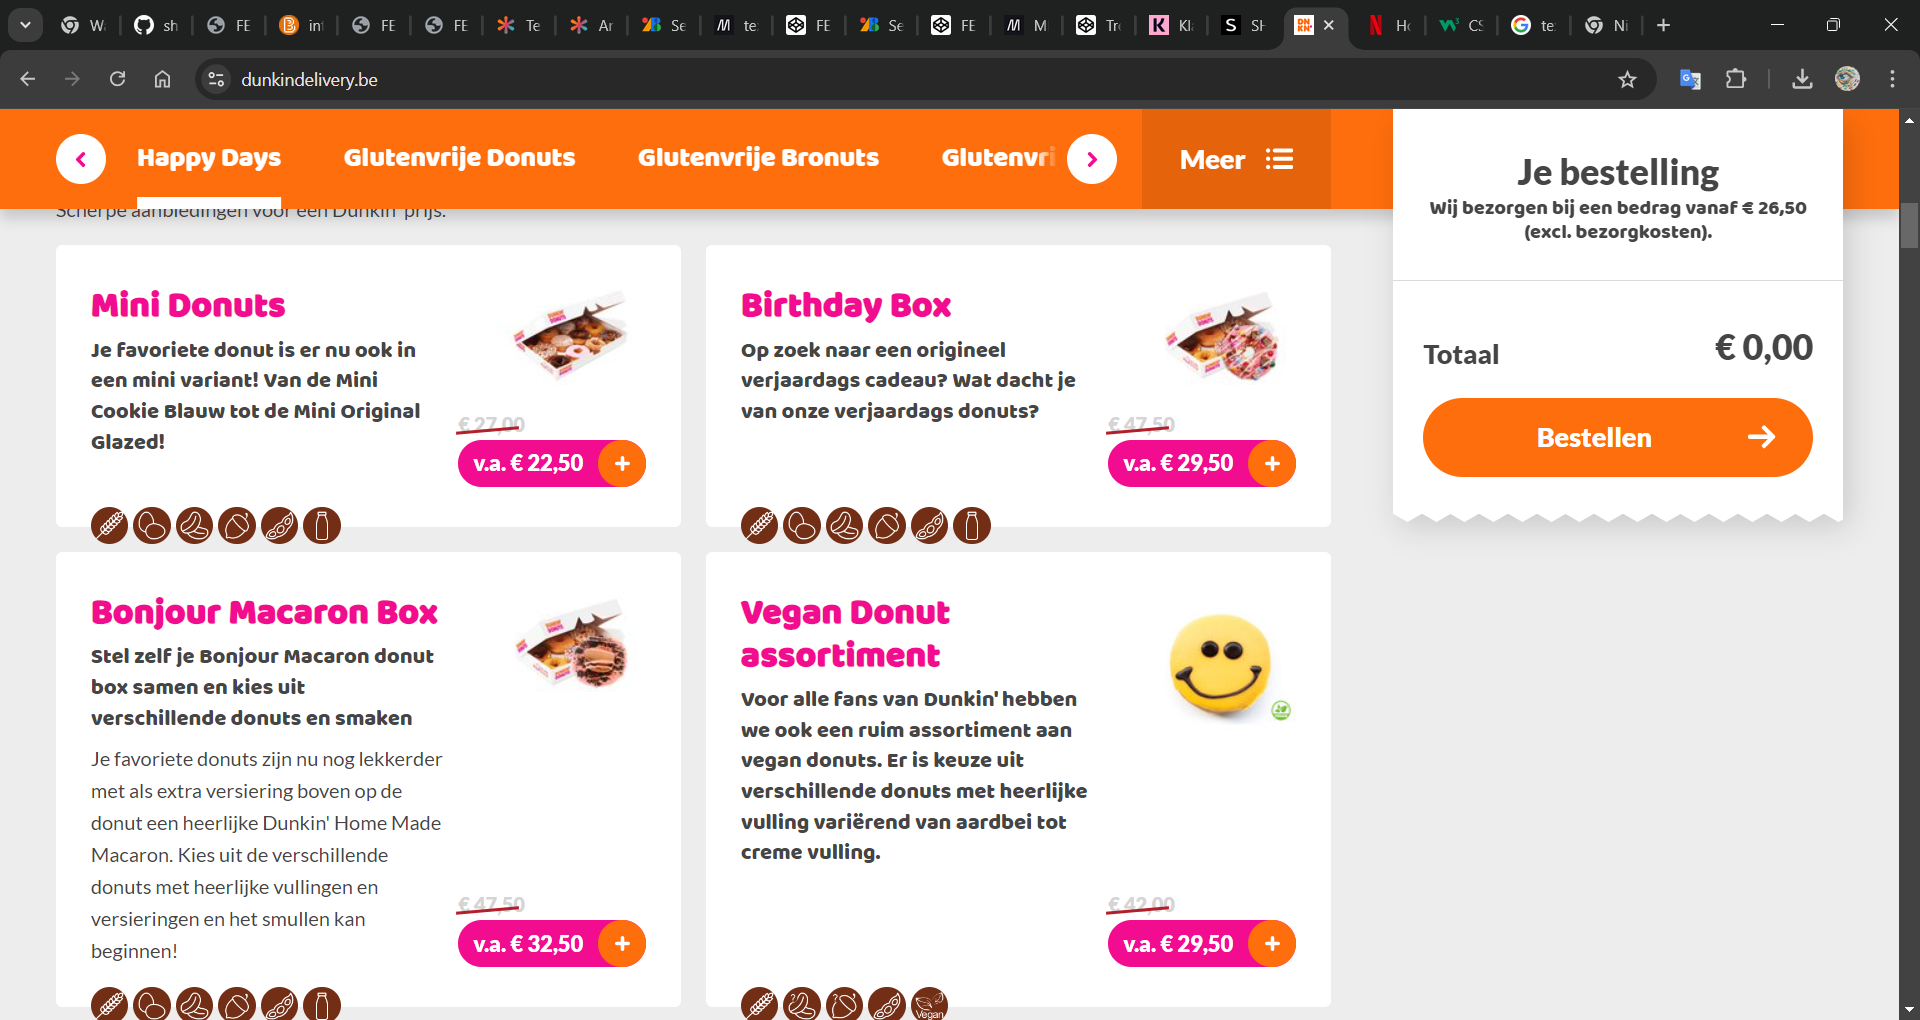 W
sh
FE
in
FE
FE
Te
Ar
Se
te
FE
Se
FE
M
Tr
Kl
SH
Ho
CS
te
Ni
dunkindelivery.be
Happy Days
Glutenvrije Donuts
Glutenvrije Bronuts
Glutenvri
Meer
Scherpe aanbiedingen voor een Dunkin' prijs.
Mini Donuts
Je favoriete donut is er nu ook in
een mini variant! Van de Mini
Cookie Blauw tot de Mini Original
Glazed!
€ 27,00
v.a. € 22,50
+
Birthday Box
Op zoek naar een origineel
verjaardags cadeau? Wat dacht je
van onze verjaardags donuts?
€ 47,50
v.a. € 29,50
+
Bonjour Macaron Box
Stel zelf je Bonjour Macaron donut
box samen en kies uit
verschillende donuts en smaken
Je favoriete donuts zijn nu nog lekkerder
met als extra versiering boven op de
donut een heerlijke Dunkin' Home Made
Macaron. Kies uit de verschillende
donuts met heerlijke vullingen en
versieringen en het smullen kan
beginnen!
€ 47,50
v.a. € 32,50
+
Vegan Donut
assortiment
Voor alle fans van Dunkin' hebben
we ook een ruim assortiment aan
vegan donuts. Er is keuze uit
verschillende donuts met heerlijke
vulling variërend van aardbei tot
creme vulling.
€ 42,00
v.a. € 29,50
+
Vegan
Je bestelling
Wij bezorgen bij een bedrag vanaf € 26,50
(excl. bezorgkosten).
Totaal
€ 0,00
Bestellen